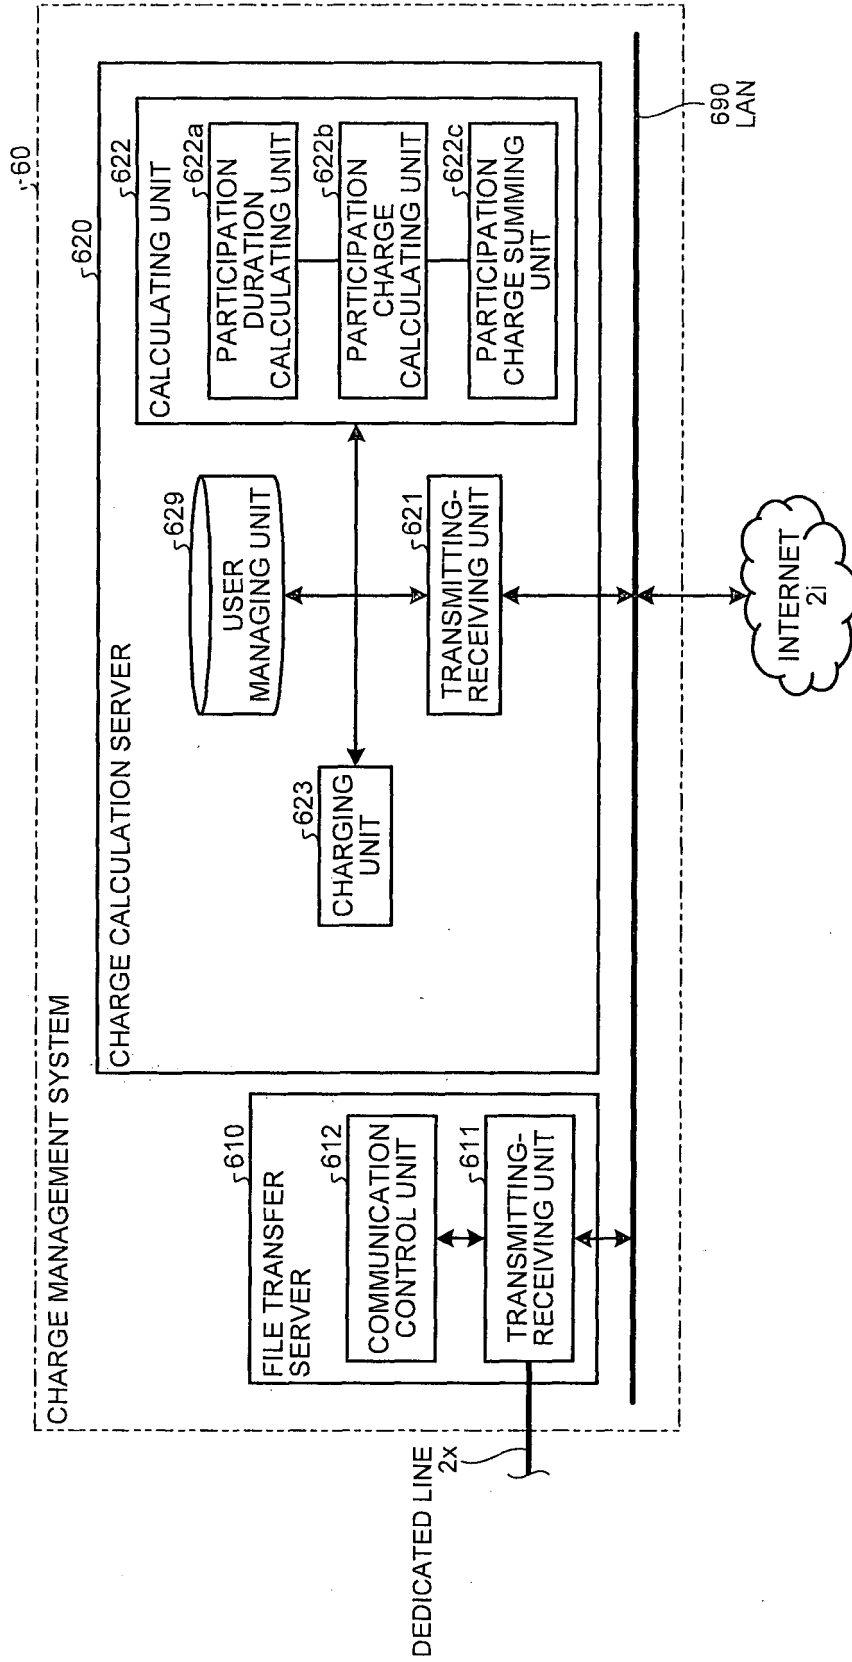 60
CHARGE MANAGEMENT SYSTEM
620
CHARGE CALCULATION SERVER
622
CALCULATING UNIT
622a
PARTICIPATION
DURATION
CALCULATING UNIT
622b
PARTICIPATION
CHARGE
CALCULATING UNIT
622c
PARTICIPATION
CHARGE SUMMING
UNIT
629
USER
MANAGING UNIT
621
TRANSMITTING-
RECEIVING UNIT
623
CHARGING
UNIT
610
FILE TRANSFER
SERVER
612
COMMUNICATION
CONTROL UNIT
611
TRANSMITTING-
RECEIVING UNIT
DEDICATED LINE
2x
690
LAN
INTERNET
2i